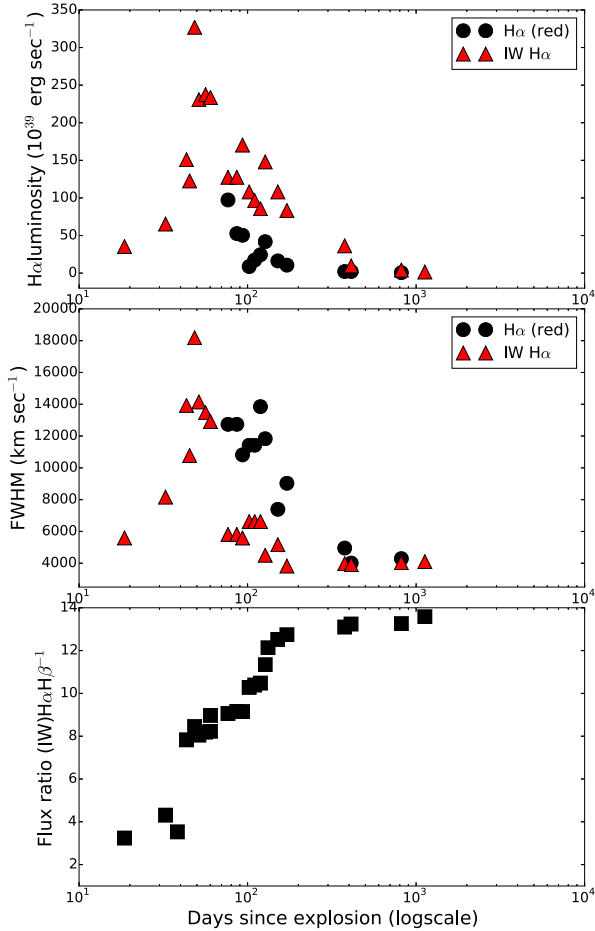 350
300
250
200
150
100
50
0
Hαluminosity (10³⁹ erg sec⁻¹)
Hα (red)
IW Hα
10¹ 10² 10³ 10⁴
20000
18000
16000
14000
12000
10000
8000
6000
4000
FWHM (km sec⁻¹)
Hα (red)
IW Hα
10¹ 10² 10³ 10⁴
14
12
10
8
6
4
2
Flux ratio (IW)HαHβ⁻¹
10¹ 10² 10³ 10⁴
Days since explosion (logscale)